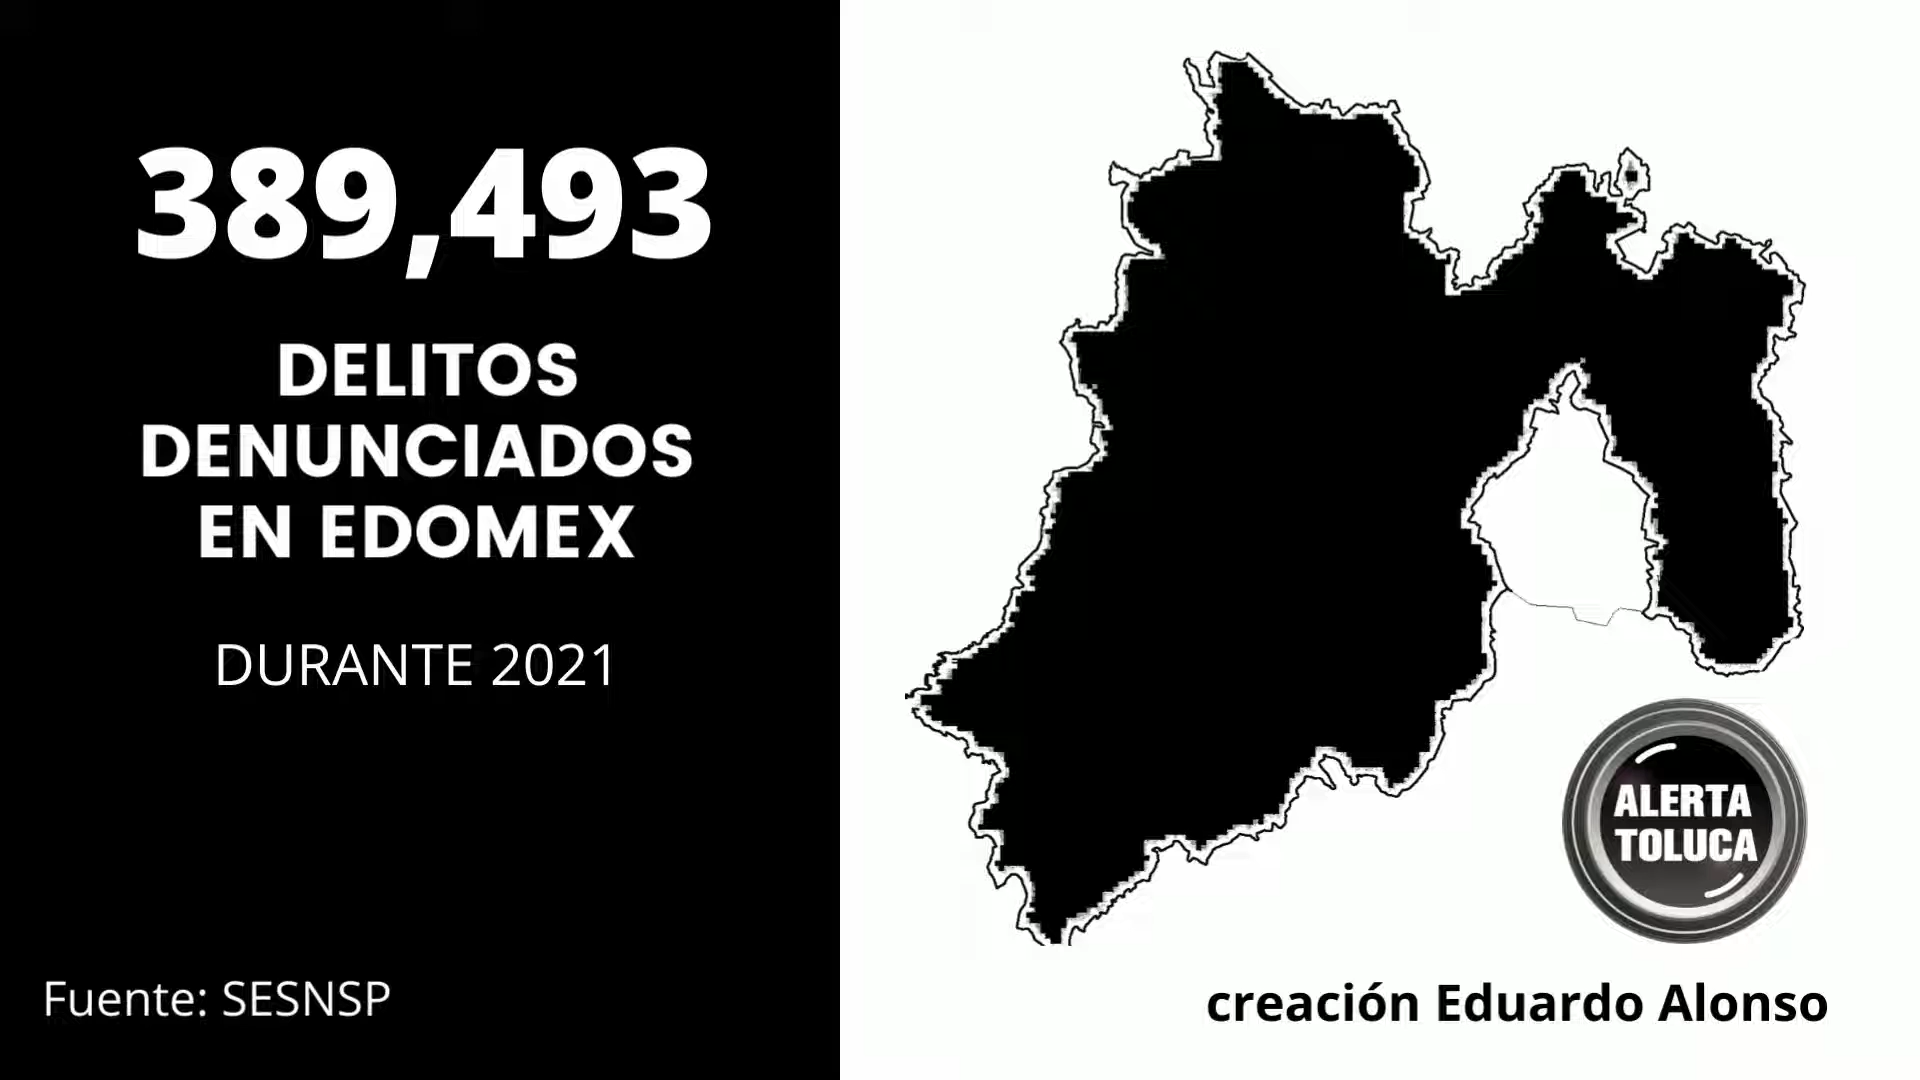 389,493
DELITOS
DENUNCIADOS
EN EDOMEX
DURANTE 2021
Fuente: SESNSP
ALERTA
TOLUCA
creación Eduardo Alonso